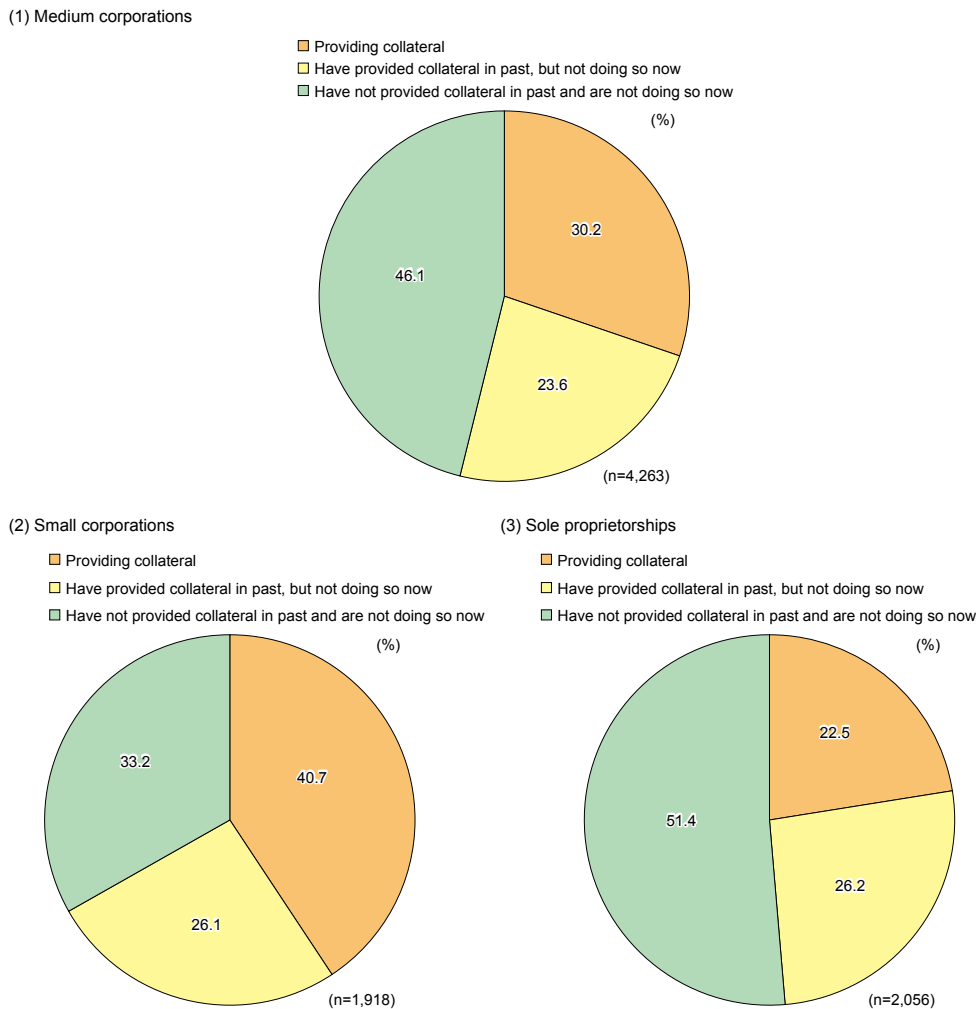 (1) Medium corporations
Providing collateral
Have provided collateral in past, but not doing so now
Have not provided collateral in past and are not doing so now
(%)
30.2
46.1
23.6
(n=4,263)
(2) Small corporations
Providing collateral
Have provided collateral in past, but not doing so now
Have not provided collateral in past and are not doing so now
(%)
33.2
40.7
26.1
(n=1,918)
(3) Sole proprietorships
Providing collateral
Have provided collateral in past, but not doing so now
Have not provided collateral in past and are not doing so now
(%)
22.5
51.4
26.2
(n=2,056)